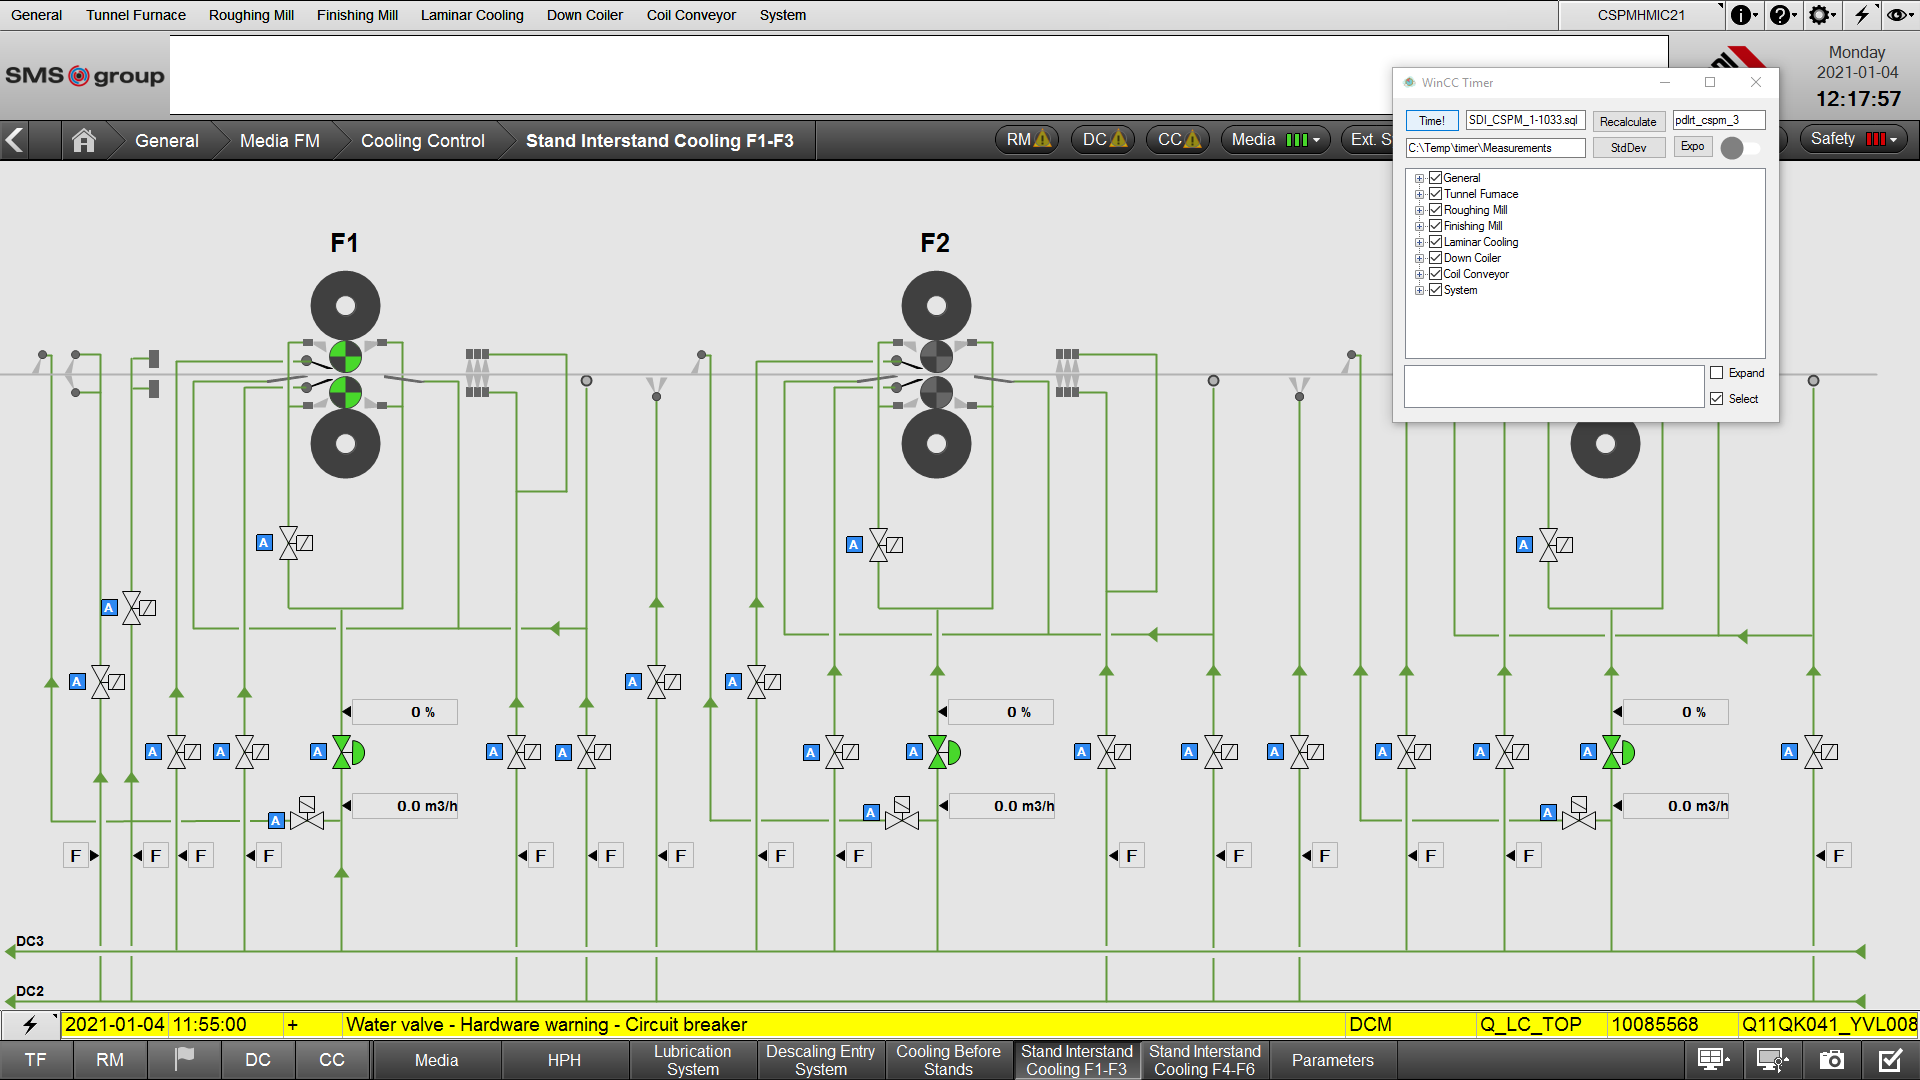 General Tunnel Furnace Roughing Mill Finishing Mill Laminar Cooling Down Coiler Coil Conveyor System CSPMHMIC21
SMS group
Monday
2021-01-04
12:17:57
General Media FM Cooling Control Stand Interstand Cooling F1-F3 RM DC CC Media Ext. S Safety
WinCC Timer
Time! SDI_CSPM_1-1033.sql Recalculate pdlrt_cspm_3
C:\Temp\timer\Measurements StdDev Expo
General
Tunnel Furnace
Roughing Mill
Finishing Mill
Laminar Cooling
Down Coiler
Coil Conveyor
System
Expand
Select
F1 F2
A A A
A
A A A
0 % 0 % 0 %
A A A A A A A A A A A A A
0.0 m3/h 0.0 m3/h 0.0 m3/h
A A A
F F F F F F F F F F F F F F
DC3
DC2
2021-01-04 11:55:00 + Water valve - Hardware warning - Circuit breaker DCM Q_LC_TOP 10085568 Q11QK041_YVL008
TF RM DC CC Media HPH Lubrication System Descaling Entry System Cooling Before Stands Stand Interstand Cooling F1-F3 Stand Interstand Cooling F4-F6 Parameters